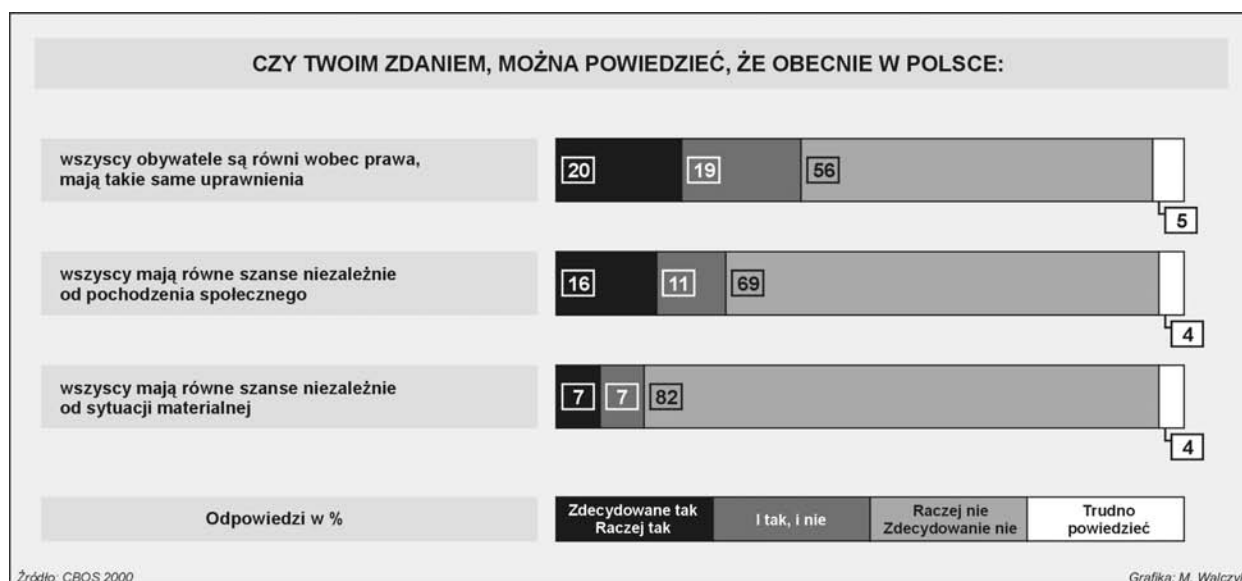 CZY TWOIM ZDANIEM, MOŻNA POWIEDZIEĆ, ŻE OBECNIE W POLSCE:
wszyscy obywatele są równi wobec prawa,
mają takie same uprawnienia
20 19 56
5
wszyscy mają równe szanse niezależnie
od pochodzenia społecznego
16 11 69
4
wszyscy mają równe szanse niezależnie
od sytuacji materialnej
7 7 82
4
Odpowiedzi w %
Zdecydowane tak
Raczej tak
I tak, i nie
Raczej nie
Zdecydowanie nie
Trudno
powiedzieć
Źródło: CBOS 2000
Grafika: M. Walczyk